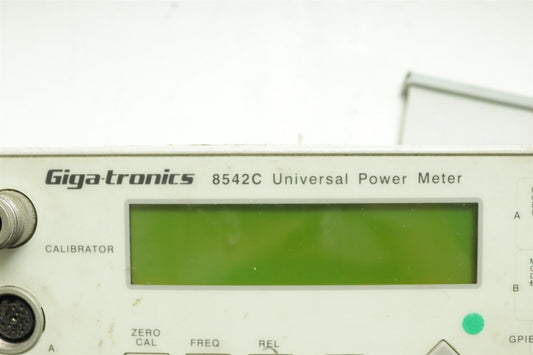 Giga-tronics 8542C Universal Power Meter
CALIBRATOR
A
B
A
ZERO
CAL
FREQ
REL
GPIB